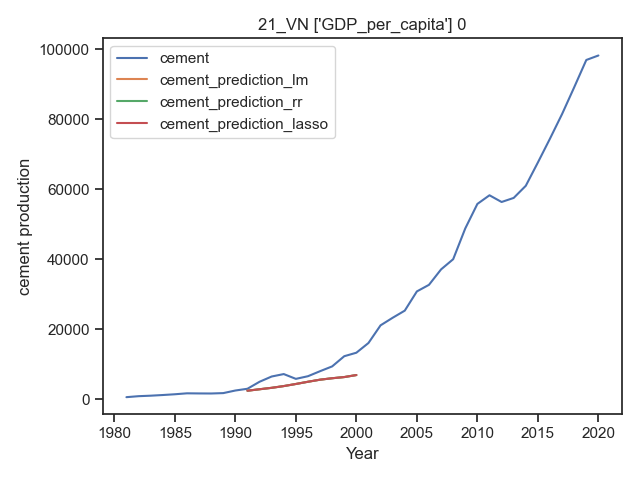 21_VN ['GDP_per_capita'] 0
cement
cement_prediction_lm
cement_prediction_rr
cement_prediction_lasso
100000
80000
60000
40000
20000
0
cement production
1980
1985
1990
1995
2000
2005
2010
2015
2020
Year